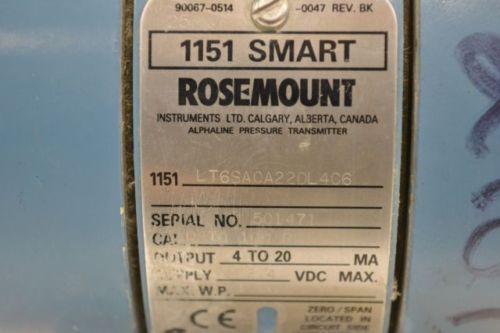 90067-0514 -0047 REV. BK
1151 SMART
ROSEMOUNT
INSTRUMENTS LTD. CALGARY, ALBERTA, CANADA
ALPHALINE PRESSURE TRANSMITTER
1151 LT6SA0A22DL4C6
SERIAL NO. 501471
CAL
OUTPUT 4 TO 20 MA
SUPPLY VDC MAX.
MAX. W.P.
CE
ZERO/SPAN
LOCATED IN
CIRCUIT SIDE